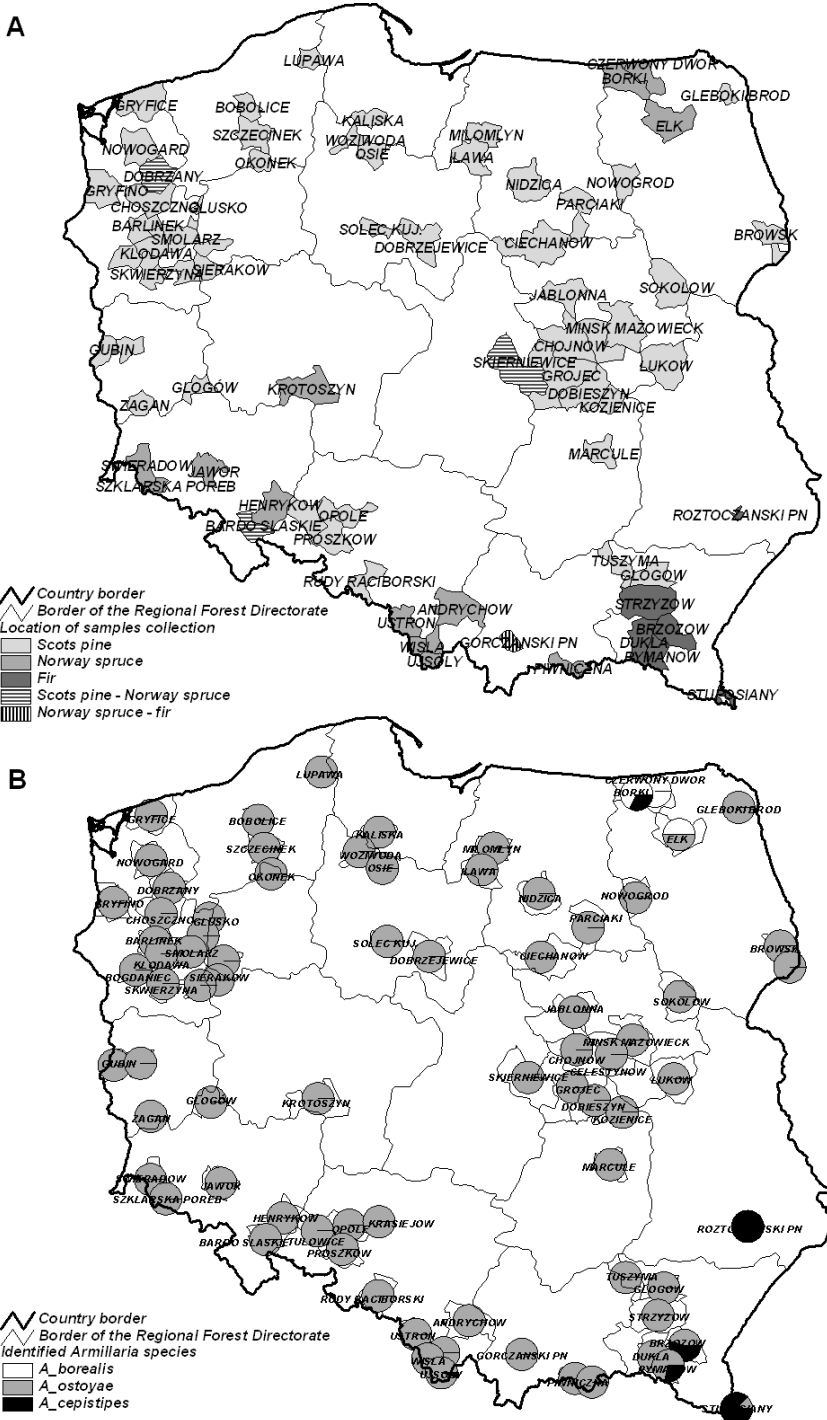 A
LUPAWA
CZERWONY DWOR
BORKI
GLEBOKI BROD
GRYFICE
BOBOLICE
KALISKA
ELK
SZCZECINEK
WOZIWODA
MILOMLYN
NOWOGARD
OSIE
ILAWA
OKONEK
DOBRZANY
NIDZICA
NOWOGROD
GRYFINO
PARCIAKI
CHOSZCZNO
GLUSKO
BARLINEK
SOLEC KUJ.
BROWSK
SMOLARZ
DOBRZEJEWICE
CIECHANOW
KLODAWA
SKWIERZYNA
SIERAKOW
SOKOLOW
JABLONNA
MINSK MAZOWIECK
GUBIN
CHOJNOW
SKIERNIEWICE
LUKOW
GROJEC
GLOGÓW
KROTOSZYN
DOBIESZYN
ZAGAN
KOZIENICE
MARCULE
SWIERADOW
JAWOR
SZKLARSKA POREB
HENRYKOW
OPOLE
ROZTOCZANSKI PN
BARDO SLASKIE
PROSZKOW
TUSZYMA
RUDY RACIBORSKI
GLOGOW
STRZYZOW
ANDRYCHOW
USTRON
BRZOZOW
GORCZANSKI PN
DUKLA
WISLA
RYMANOW
UJSOLY
PIWNICZNA
STUPOSIANY
Country border
Border of the Regional Forest Directorate
Location of samples collection
Scots pine
Norway spruce
Fir
Scots pine - Norway spruce
Norway spruce - fir
B
LUPAWA
CZERWONY DWOR
BORKI
GLEBOKI BROD
GRYFICE
BOBOLICE
KALISKA
ELK
SZCZECINEK
WOZIWODA
MILOMLYN
NOWOGARD
OSIE
ILAWA
OKONEK
DOBRZANY
NIDZICA
NOWOGROD
GRYFINO
CHOSZCZNO
GLUSKO
PARCIAKI
BARLINEK
SOLEC KUJ.
BROWSK
SMOLARZ
DOBRZEJEWICE
CIECHANOW
KLODAWA
BOGDANIEC
SIERAKOW
SKWIERZYNA
SOKOLOW
JABLONNA
MINSK MAZOWIECK
GUBIN
CHOJNOW
CELESTYNOW
SKIERNIEWICE
LUKOW
GROJEC
GLOGÓW
KROTOSZYN
DOBIESZYN
ZAGAN
KOZIENICE
MARCULE
SWIERADOW
JAWOR
SZKLARSKA POREB
HENRYKOW
KRASIEJOW
OPOLE
BARDO SLASKIE
TULOWICE
PROSZKOW
ROZTOCZANSKI PN
TUSZYMA
GLOGOW
RUDY RACIBORSKI
STRZYZOW
ANDRYCHOW
USTRON
BRZOZOW
GORCZANSKI PN
DUKLA
WISLA
RYMANOW
UJSOLY
PIWNICZNA
STUPOSIANY
Country border
Border of the Regional Forest Directorate
Identified Armillaria species
A_borealis
A_ostoyae
A_cepistipes